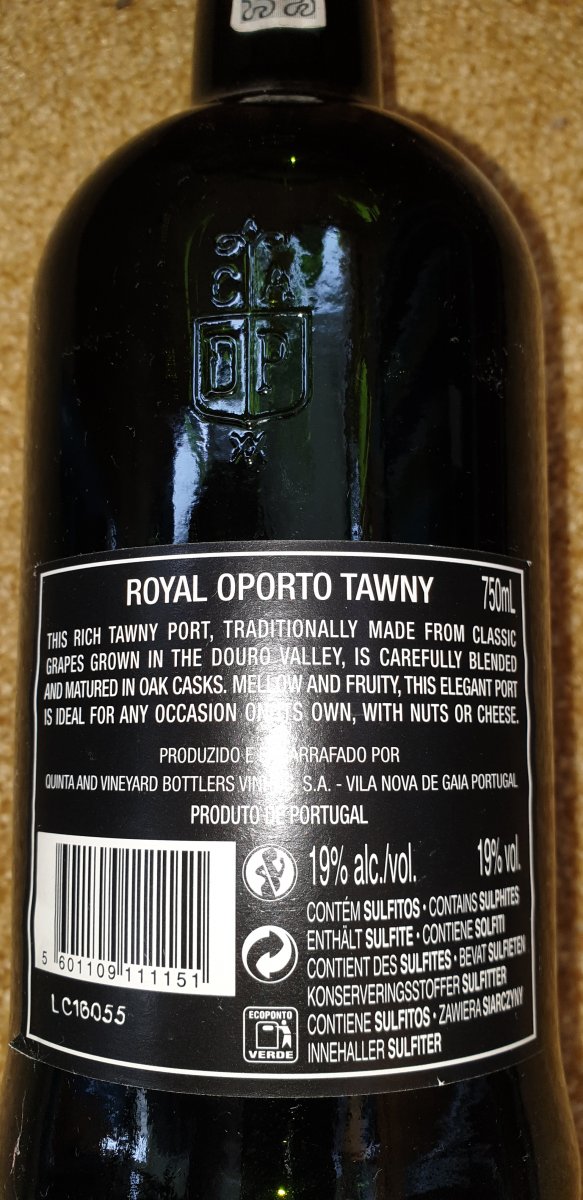 C A
D P
XX
ROYAL OPORTO TAWNY 750mL
THIS RICH TAWNY PORT, TRADITIONALLY MADE FROM CLASSIC
GRAPES GROWN IN THE DOURO VALLEY, IS CAREFULLY BLENDED
AND MATURED IN OAK CASKS. MELLOW AND FRUITY, THIS ELEGANT PORT
IS IDEAL FOR ANY OCCASION ON ITS OWN, WITH NUTS OR CHEESE.
PRODUZIDO E ENGARRAFADO POR
QUINTA AND VINEYARD BOTTLERS VINHOS, S.A. - VILA NOVA DE GAIA PORTUGAL
PRODUTO DE PORTUGAL
19% alc./vol. 19% vol.
CONTÉM SULFITOS · CONTAINS SULPHITES
ENTHÄLT SULFITE · CONTIENE SOLFITI
CONTIENT DES SULFITES · BEVAT SULFIETEN
KONSERVERINGSSTOFFER SULFITTER
CONTIENE SULFITOS · ZAWIERA SIARCZYNY
INNEHALLER SULFITER
5 601109 111151
LC16055
ECOPONTO
VERDE